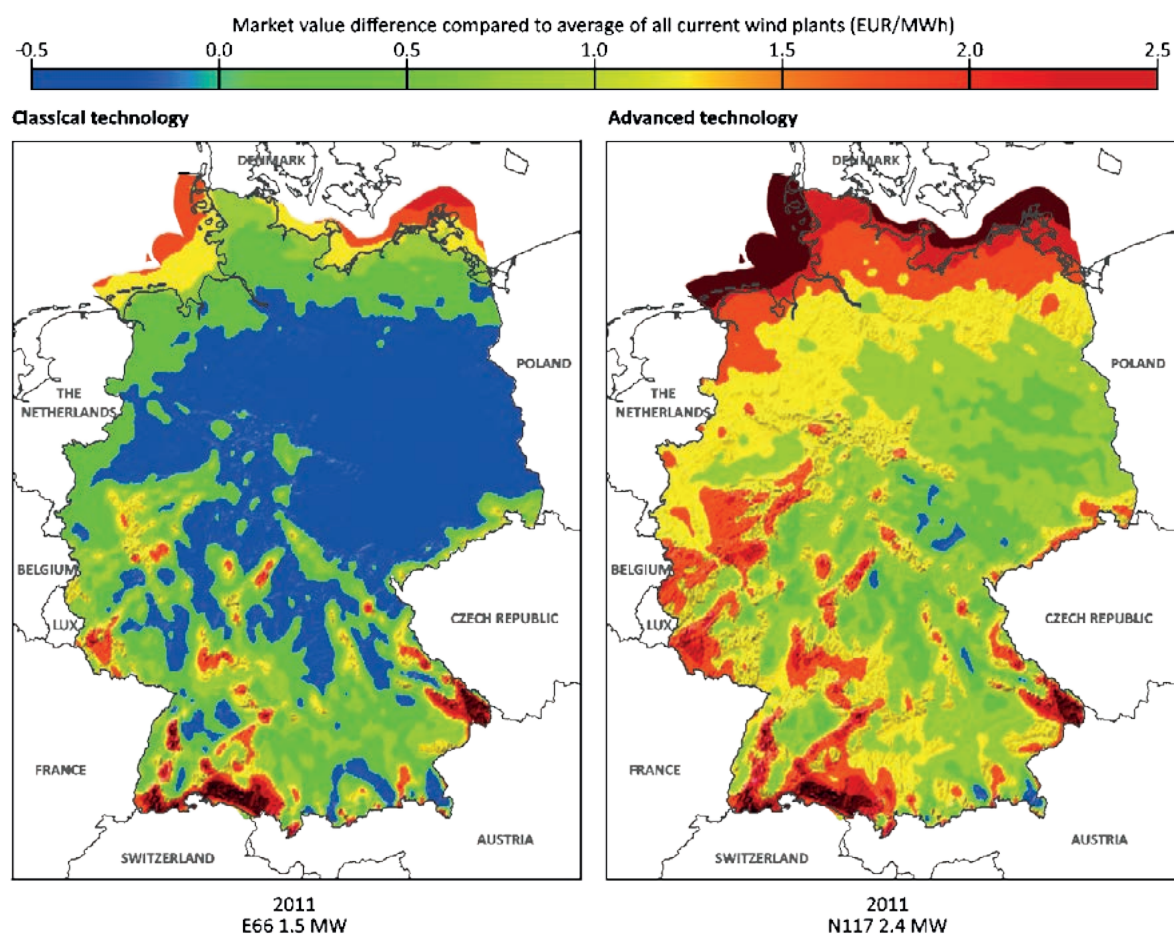 Market value difference compared to average of all current wind plants (EUR/MWh)
-0.5 0.0 0.5 1.0 1.5 2.0 2.5
Classical technology
Advanced technology
DENMARK
POLAND
THE
NETHERLANDS
BELGIUM
LUX
CZECH REPUBLIC
FRANCE
AUSTRIA
SWITZERLAND
2011
E66 1.5 MW
DENMARK
POLAND
THE
NETHERLANDS
BELGIUM
LUX
CZECH REPUBLIC
FRANCE
AUSTRIA
SWITZERLAND
2011
N117 2.4 MW